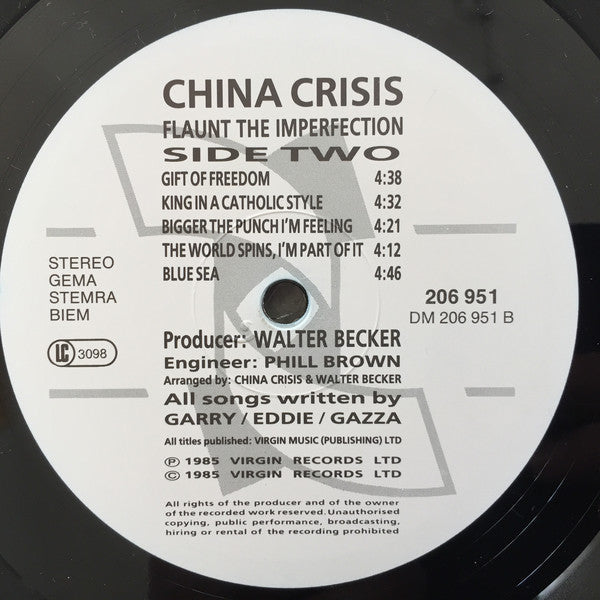 CHINA CRISIS
FLAUNT THE IMPERFECTION
SIDE TWO
GIFT OF FREEDOM 4:38
KING IN A CATHOLIC STYLE 4:32
BIGGER THE PUNCH I'M FEELING 4:21
THE WORLD SPINS, I'M PART OF IT 4:12
BLUE SEA 4:46
STEREO
GEMA
STEMRA
BIEM
LC 3098
206 951
DM 206 951 B
Producer: WALTER BECKER
Engineer: PHILL BROWN
Arranged by: CHINA CRISIS & WALTER BECKER
All songs written by
GARRY / EDDIE / GAZZA
All titles published: VIRGIN MUSIC (PUBLISHING) LTD
℗ 1985 VIRGIN RECORDS LTD
© 1985 VIRGIN RECORDS LTD
All rights of the producer and of the owner
of the recorded work reserved. Unauthorised
copying, public performance, broadcasting,
hiring or rental of the recording prohibited